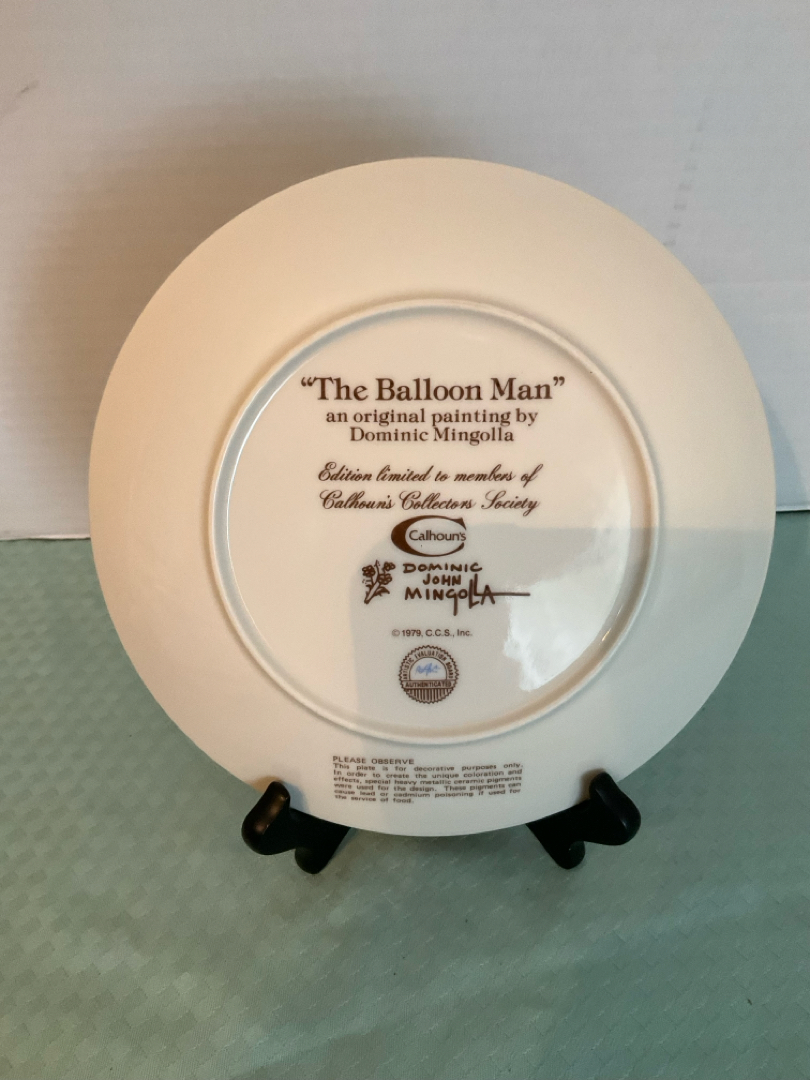 “The Balloon Man”
an original painting by
Dominic Mingolla
Edition limited to members of
Calhoun's Collectors Society
Calhoun's
DOMINIC
JOHN
MINGOLLA
© 1979, C.C.S., Inc.
ARTISTIC EVALUATION BOARD
AUTHENTICATED
PLEASE OBSERVE
This plate is for decorative purposes only.
In order to create the unique coloration and
effects, special heavy metallic ceramic pigments
were used for the design. These pigments can
cause lead or cadmium poisoning if used for
the service of food.